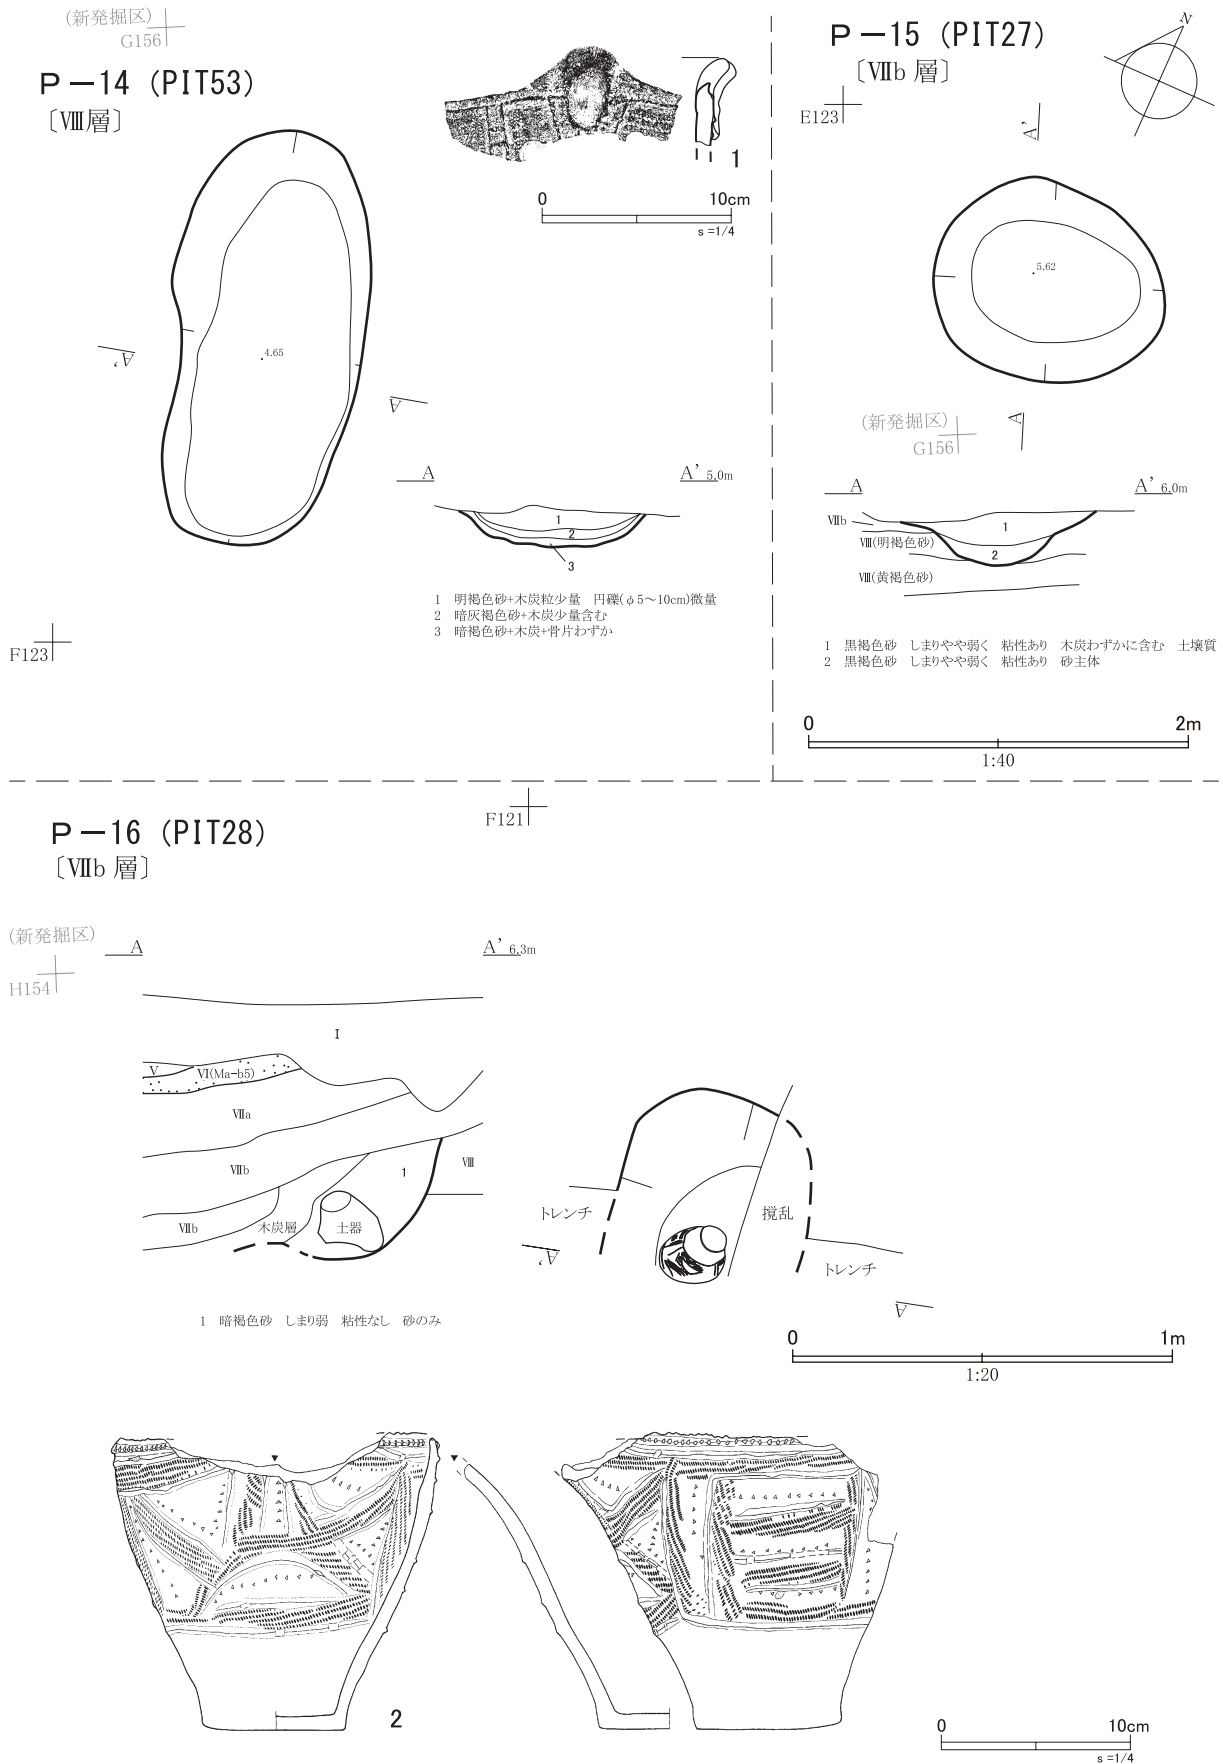 (新発掘区)
G156
P－14（PIT53）
〔Ⅷ層〕
A'
4.65
A
F123
1
0 10cm
s =1/4
A A' 5.0m
1
2
3
1 明褐色砂+木炭粒少量 円礫(φ5～10cm)微量
2 暗灰褐色砂+木炭少量含む
3 暗褐色砂+木炭+骨片わずか
P－15（PIT27）
〔Ⅶb 層〕
N
E123
A'
5.62
A
(新発掘区)
G156
A A' 6.0m
Ⅶb
1
Ⅷ(明褐色砂)
2
Ⅷ(黄褐色砂)
1 黒褐色砂 しまりやや弱く 粘性あり 木炭わずかに含む 土壌質
2 黒褐色砂 しまりやや弱く 粘性あり 砂主体
0 2m
1:40
F121
P－16（PIT28）
〔Ⅶb 層〕
(新発掘区)
H154
A A' 6.3m
Ⅰ
Ⅴ Ⅵ(Ma-b5)
Ⅶa
Ⅶb
1
Ⅷ
Ⅶb
木炭層
土器
トレンチ
撹乱
トレンチ
A'
A
1 暗褐色砂 しまり弱 粘性なし 砂のみ
0 1m
1:20
2
0 10cm
s =1/4